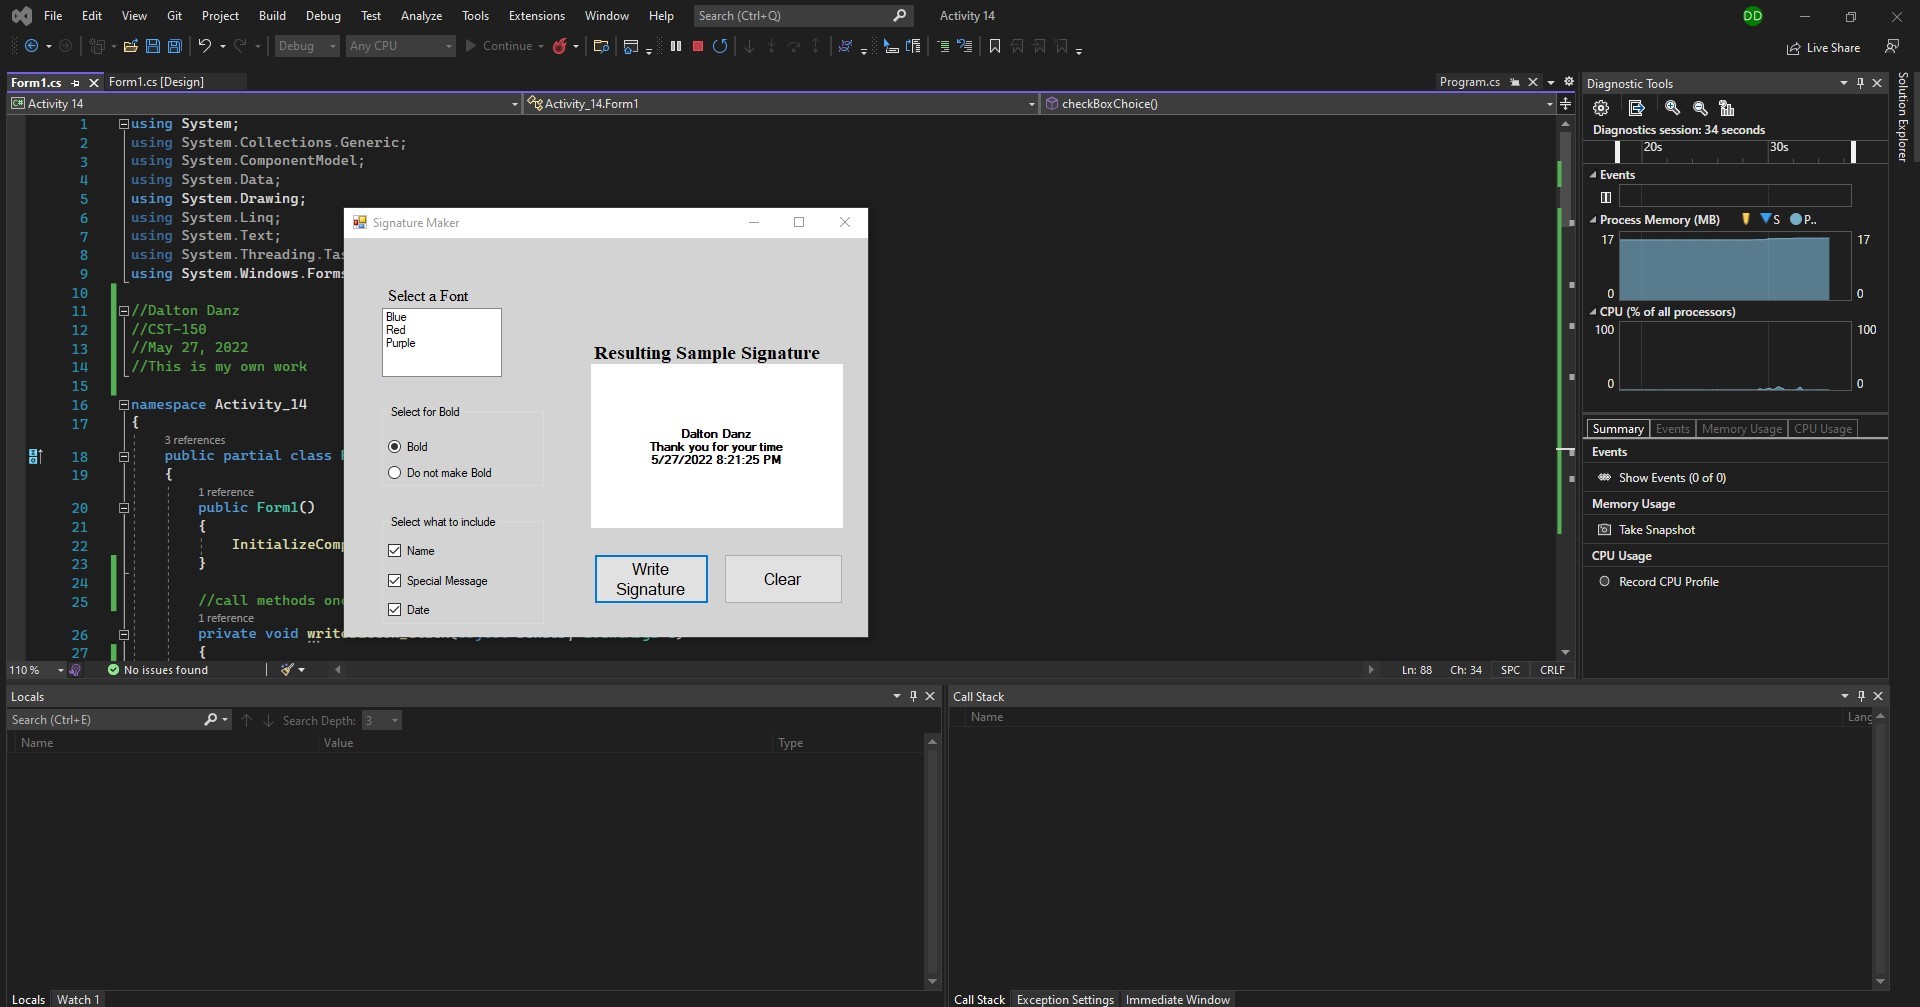 File Edit View Git Project Build Debug Test Analyze Tools Extensions Window Help Search (Ctrl+Q) Activity 14 DD
Debug Any CPU Continue Live Share
Form1.cs Form1.cs [Design] Program.cs
C# Activity 14 Activity_14.Form1 checkBoxChoice()
1 using System;
2 using System.Collections.Generic;
3 using System.ComponentModel;
4 using System.Data;
5 using System.Drawing;
6 using System.Linq;
7 using System.Text;
8 using System.Threading.Tas
9 using System.Windows.Forms
10
11 //Dalton Danz
12 //CST-150
13 //May 27, 2022
14 //This is my own work
15
16 namespace Activity_14
17 {
3 references
18 public partial class
19 {
1 reference
20 public Form1()
21 {
22 InitializeComp
23 }
24
25 //call methods onc
1 reference
26 private void write
27 {
110 % No issues found Ln: 88 Ch: 34 SPC CRLF
Signature Maker
Select a Font
Blue
Red
Purple
Select for Bold
Bold
Do not make Bold
Select what to include
Name
Special Message
Date
Resulting Sample Signature
Dalton Danz
Thank you for your time
5/27/2022 8:21:25 PM
Write
Signature
Clear
Diagnostic Tools
Diagnostics session: 34 seconds
20s 30s
Events
Process Memory (MB) S P..
17 17
0 0
CPU (% of all processors)
100 100
0 0
Summary Events Memory Usage CPU Usage
Events
Show Events (0 of 0)
Memory Usage
Take Snapshot
CPU Usage
Record CPU Profile
Solution Explorer
Locals
Search (Ctrl+E) Search Depth: 3
Name Value Type
Locals Watch 1
Call Stack
Name Lang
Call Stack Exception Settings Immediate Window